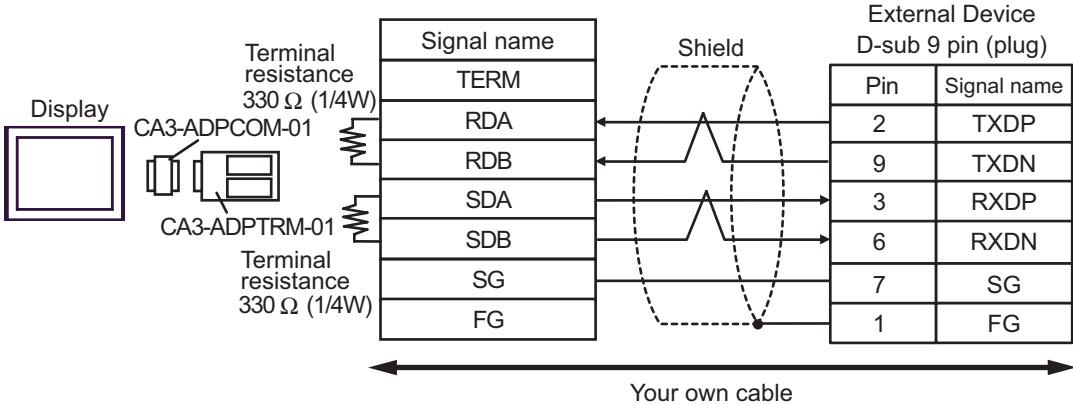 External Device
D-sub 9 pin (plug)
Display
CA3-ADPCOM-01
CA3-ADPTRM-01
Terminal
resistance
330 Ω (1/4W)
Terminal
resistance
330 Ω (1/4W)
Signal name
TERM
RDA
RDB
SDA
SDB
SG
FG
Shield
Pin Signal name
2 TXDP
9 TXDN
3 RXDP
6 RXDN
7 SG
1 FG
Your own cable